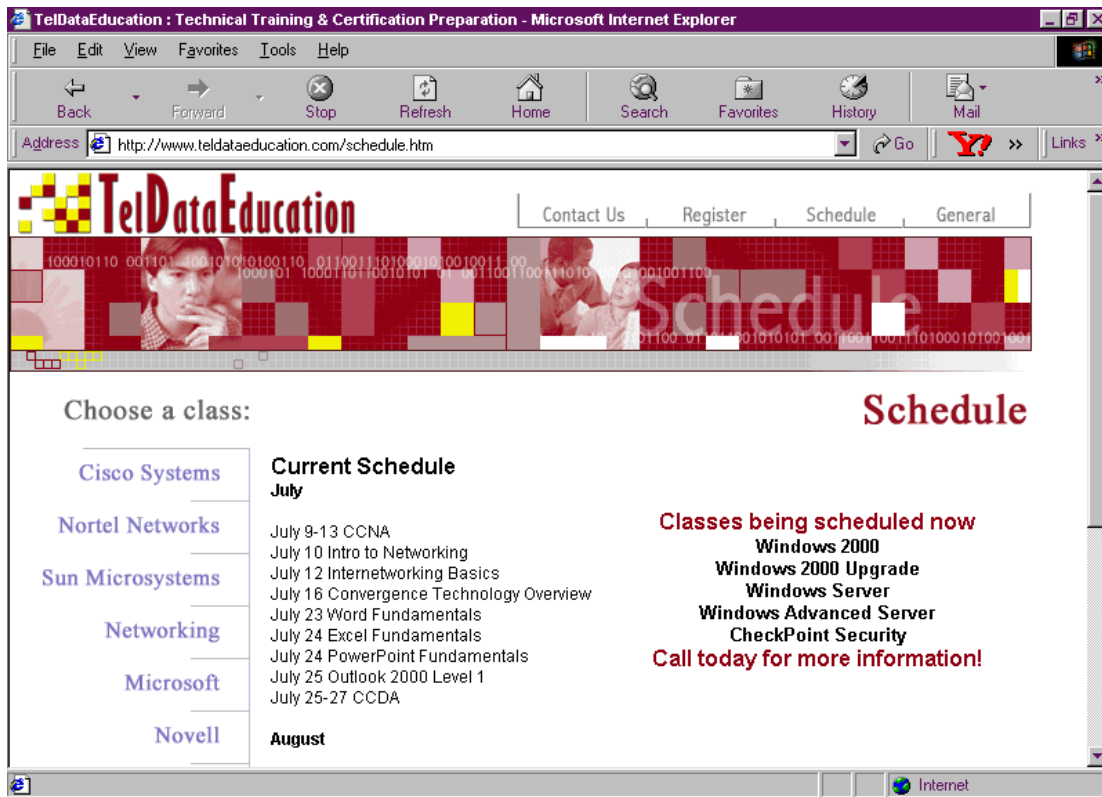 TelDataEducation : Technical Training & Certification Preparation - Microsoft Internet Explorer
File Edit View Favorites Tools Help
Back Forward Stop Refresh Home Search Favorites History Mail
Address http://www.teldataeducation.com/schedule.htm Go Y! Links
TelDataEducation
Contact Us Register Schedule General
Schedule
Choose a class:
Schedule
Cisco Systems
Nortel Networks
Sun Microsystems
Networking
Microsoft
Novell
Current Schedule
July
July 9-13 CCNA
July 10 Intro to Networking
July 12 Internetworking Basics
July 16 Convergence Technology Overview
July 23 Word Fundamentals
July 24 Excel Fundamentals
July 24 PowerPoint Fundamentals
July 25 Outlook 2000 Level 1
July 25-27 CCDA
August
Classes being scheduled now
Windows 2000
Windows 2000 Upgrade
Windows Server
Windows Advanced Server
CheckPoint Security
Call today for more information!
Internet